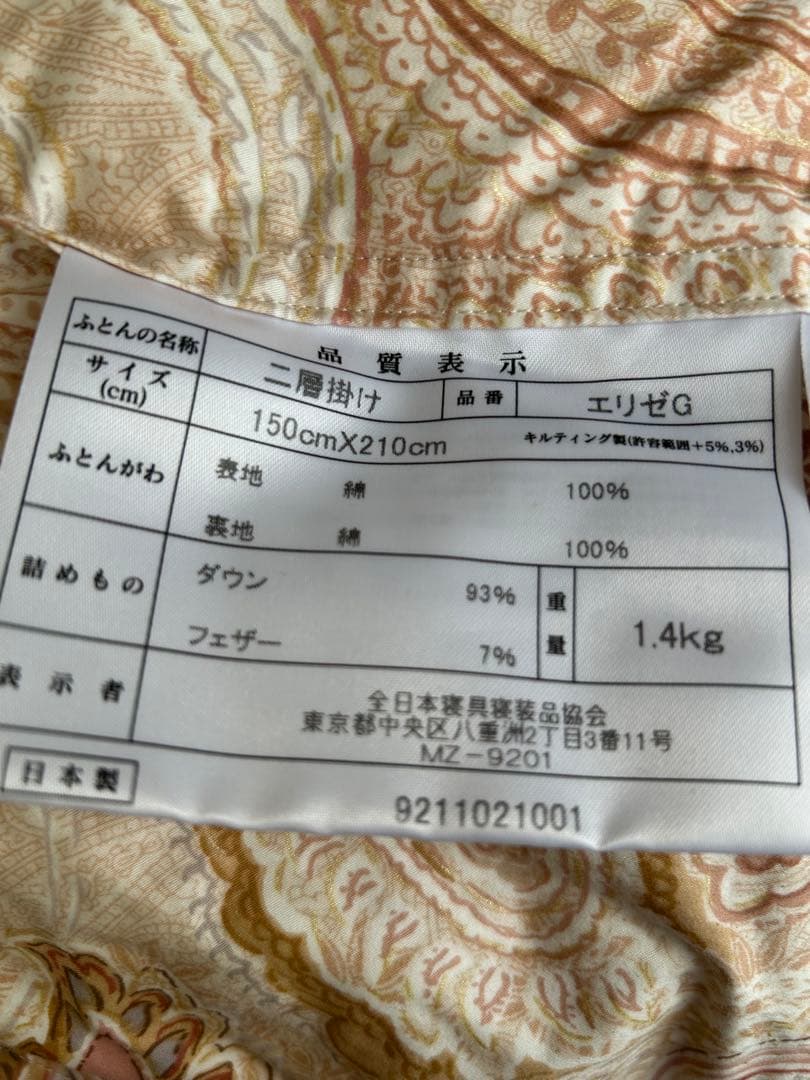 品質表示
ふとんの名称 二層掛け 品番 エリゼG
サイズ(cm) 150cmX210cm キルティング製(許容範囲+5%,3%)
ふとんがわ 表地 綿 100%
裏地 綿 100%
詰めもの ダウン 93% 重量 1.4kg
フェザー 7%
表示者 全日本寝具寝装品協会
東京都中央区八重洲2丁目3番11号
MZ-9201
日本製 9211021001